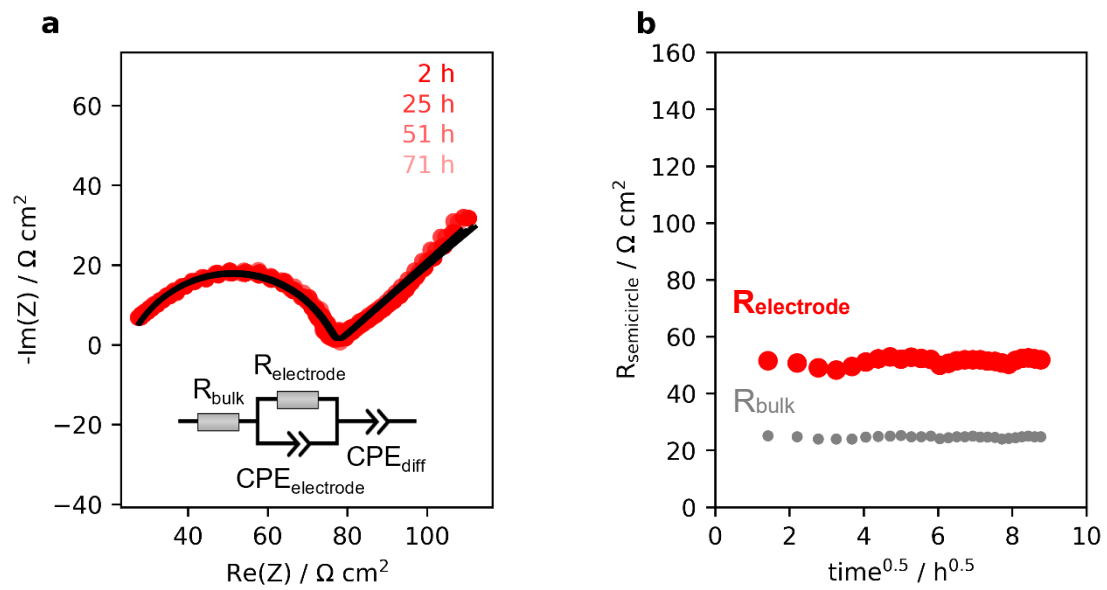 a
2 h
25 h
51 h
71 h
60
40
20
0
−20
−40
-Im(Z) / Ω cm²
R_electrode
R_bulk
CPE_diff
CPE_electrode
40
60
80
100
Re(Z) / Ω cm²
b
160
140
120
100
80
60
40
20
0
R_semicircle / Ω cm²
R_electrode
R_bulk
0
2
4
6
8
10
time^0.5 / h^0.5